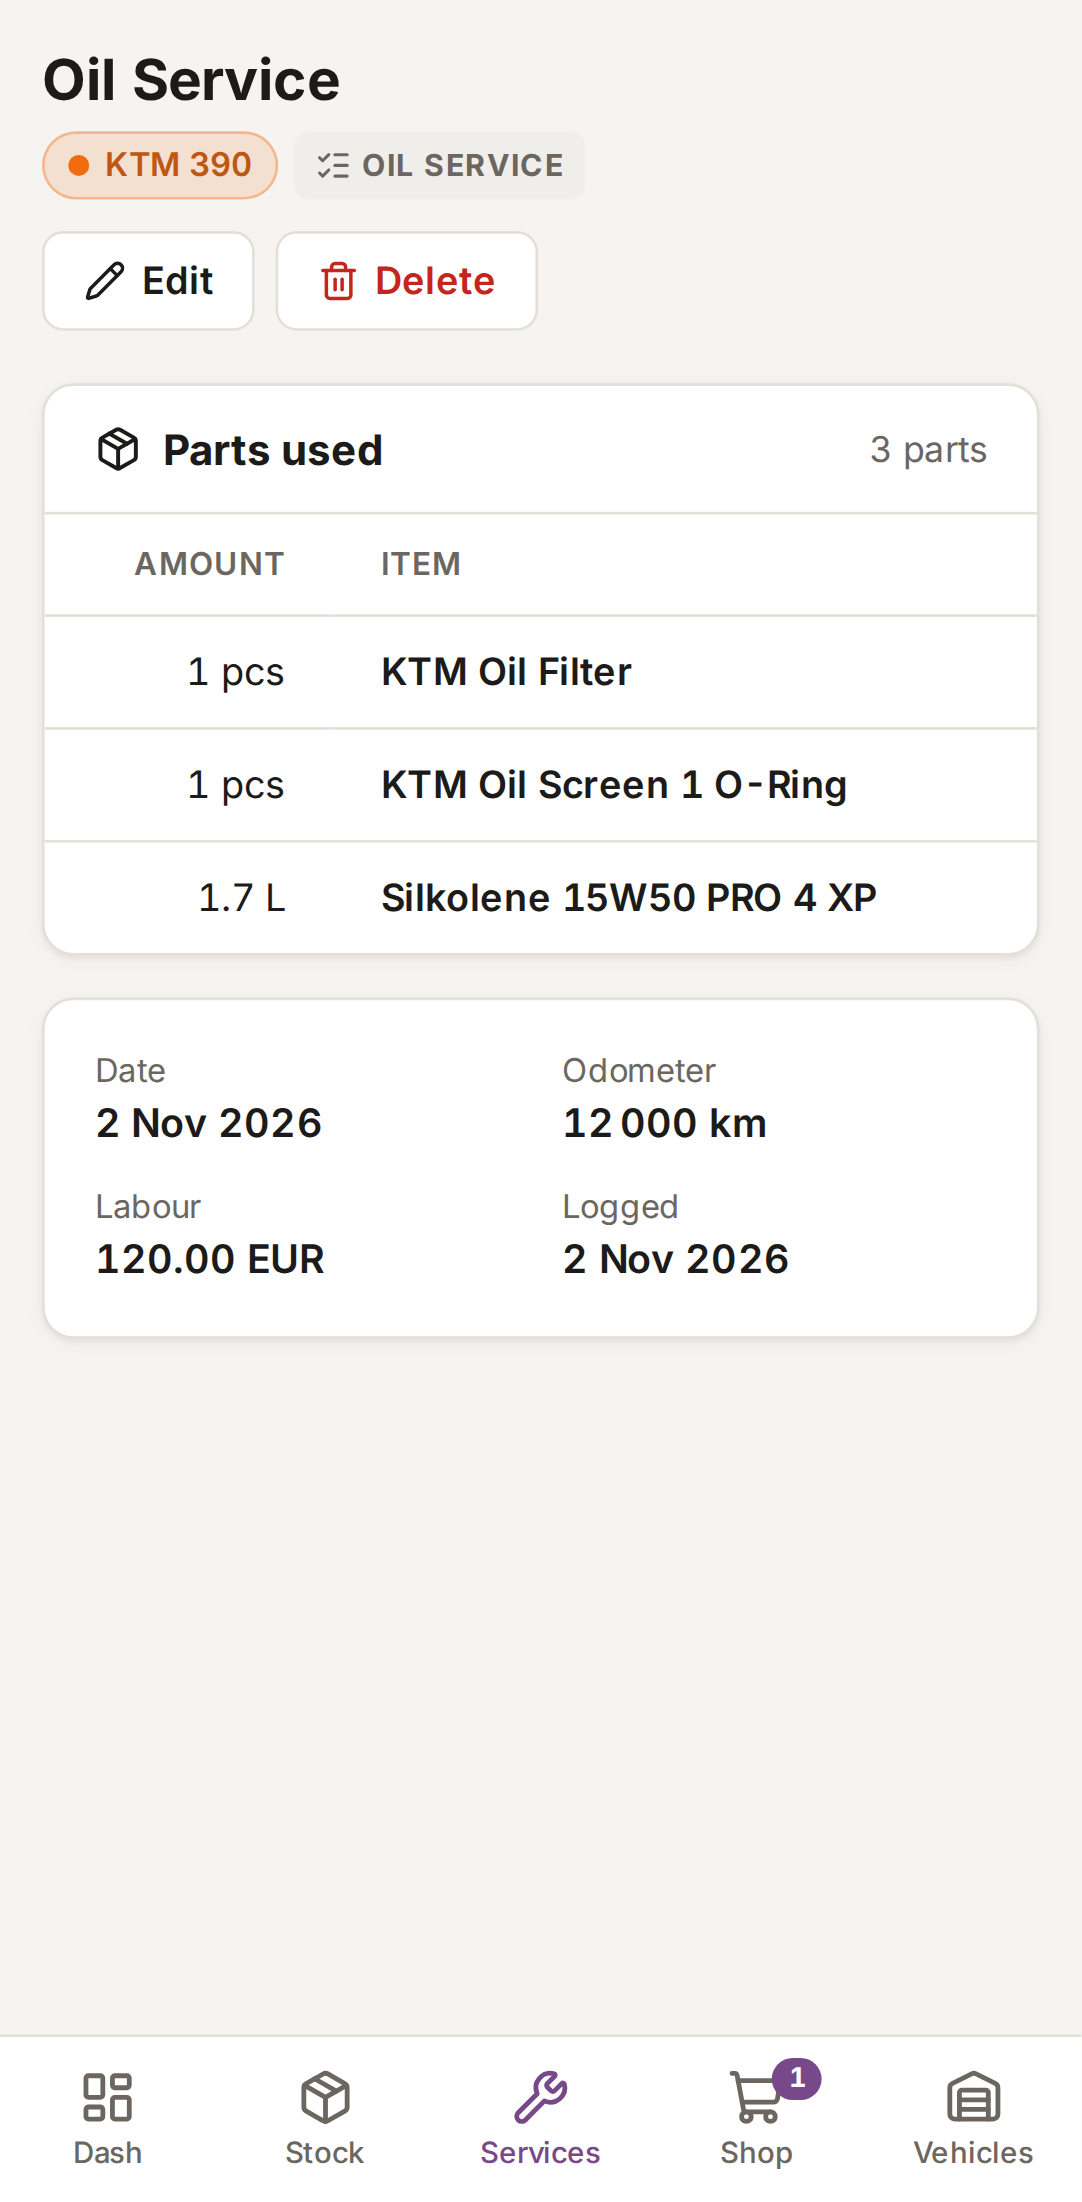 Oil Service
KTM 390
OIL SERVICE
Edit
Delete
Parts used
3 parts
AMOUNT ITEM
1 pcs KTM Oil Filter
1 pcs KTM Oil Screen 1 O-Ring
1.7 L Silkolene 15W50 PRO 4 XP
Date
2 Nov 2026
Odometer
12 000 km
Labour
120.00 EUR
Logged
2 Nov 2026
Dash
Stock
Services
1
Shop
Vehicles